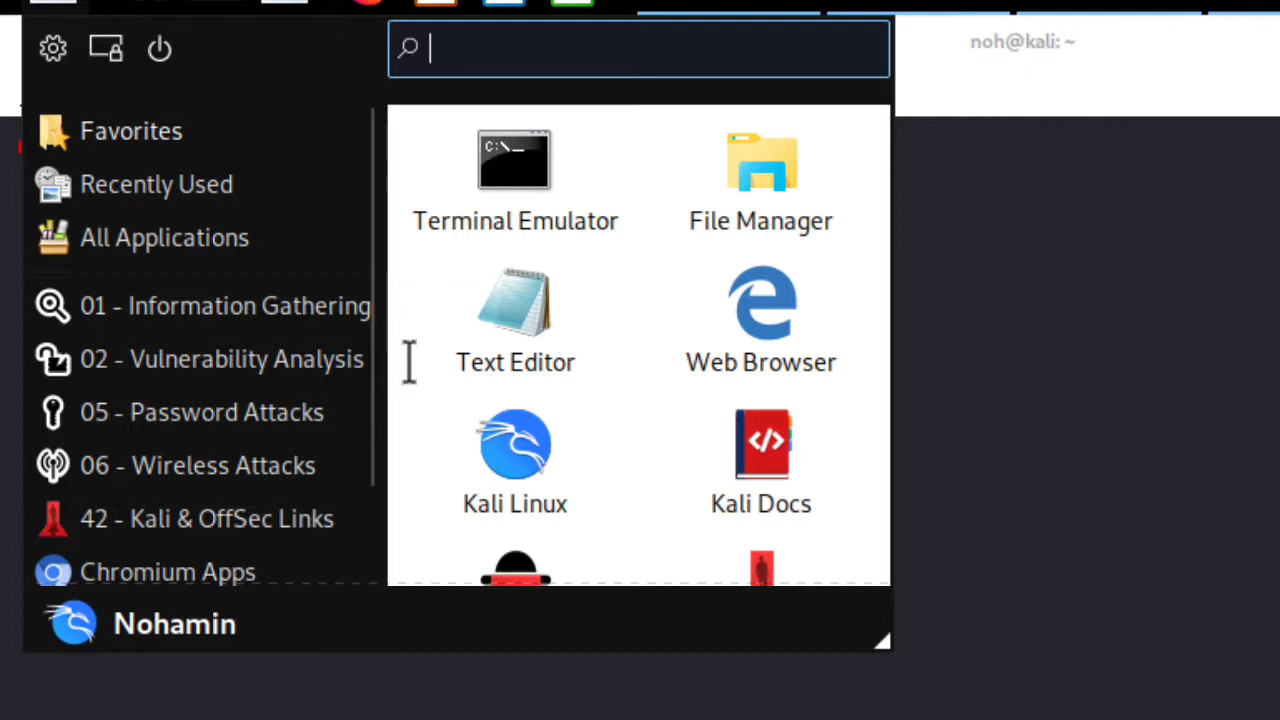 noh@kali: ~
Favorites
Recently Used
All Applications
01 - Information Gathering
02 - Vulnerability Analysis
05 - Password Attacks
06 - Wireless Attacks
42 - Kali & OffSec Links
Chromium Apps
C:\_
Terminal Emulator
File Manager
Text Editor
Web Browser
Kali Linux
</>
Kali Docs
Nohamin